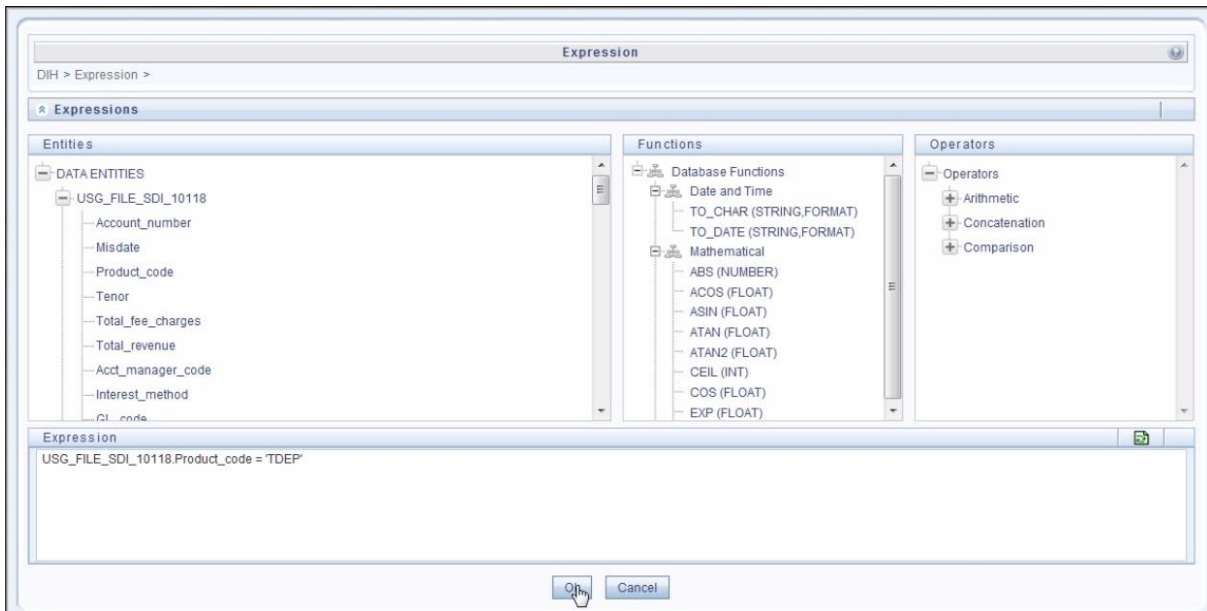 Expression
DIH > Expression >
Expressions
Entities
DATA ENTITIES
USG_FILE_SDI_10118
Account_number
Misdate
Product_code
Tenor
Total_fee_charges
Total_revenue
Acct_manager_code
Interest_method
GL_code
Functions
Database Functions
Date and Time
TO_CHAR (STRING,FORMAT)
TO_DATE (STRING,FORMAT)
Mathematical
ABS (NUMBER)
ACOS (FLOAT)
ASIN (FLOAT)
ATAN (FLOAT)
ATAN2 (FLOAT)
CEIL (INT)
COS (FLOAT)
EXP (FLOAT)
Operators
Operators
Arithmetic
Concatenation
Comparison
Expression
USG_FILE_SDI_10118.Product_code = 'TDEP'
Cancel